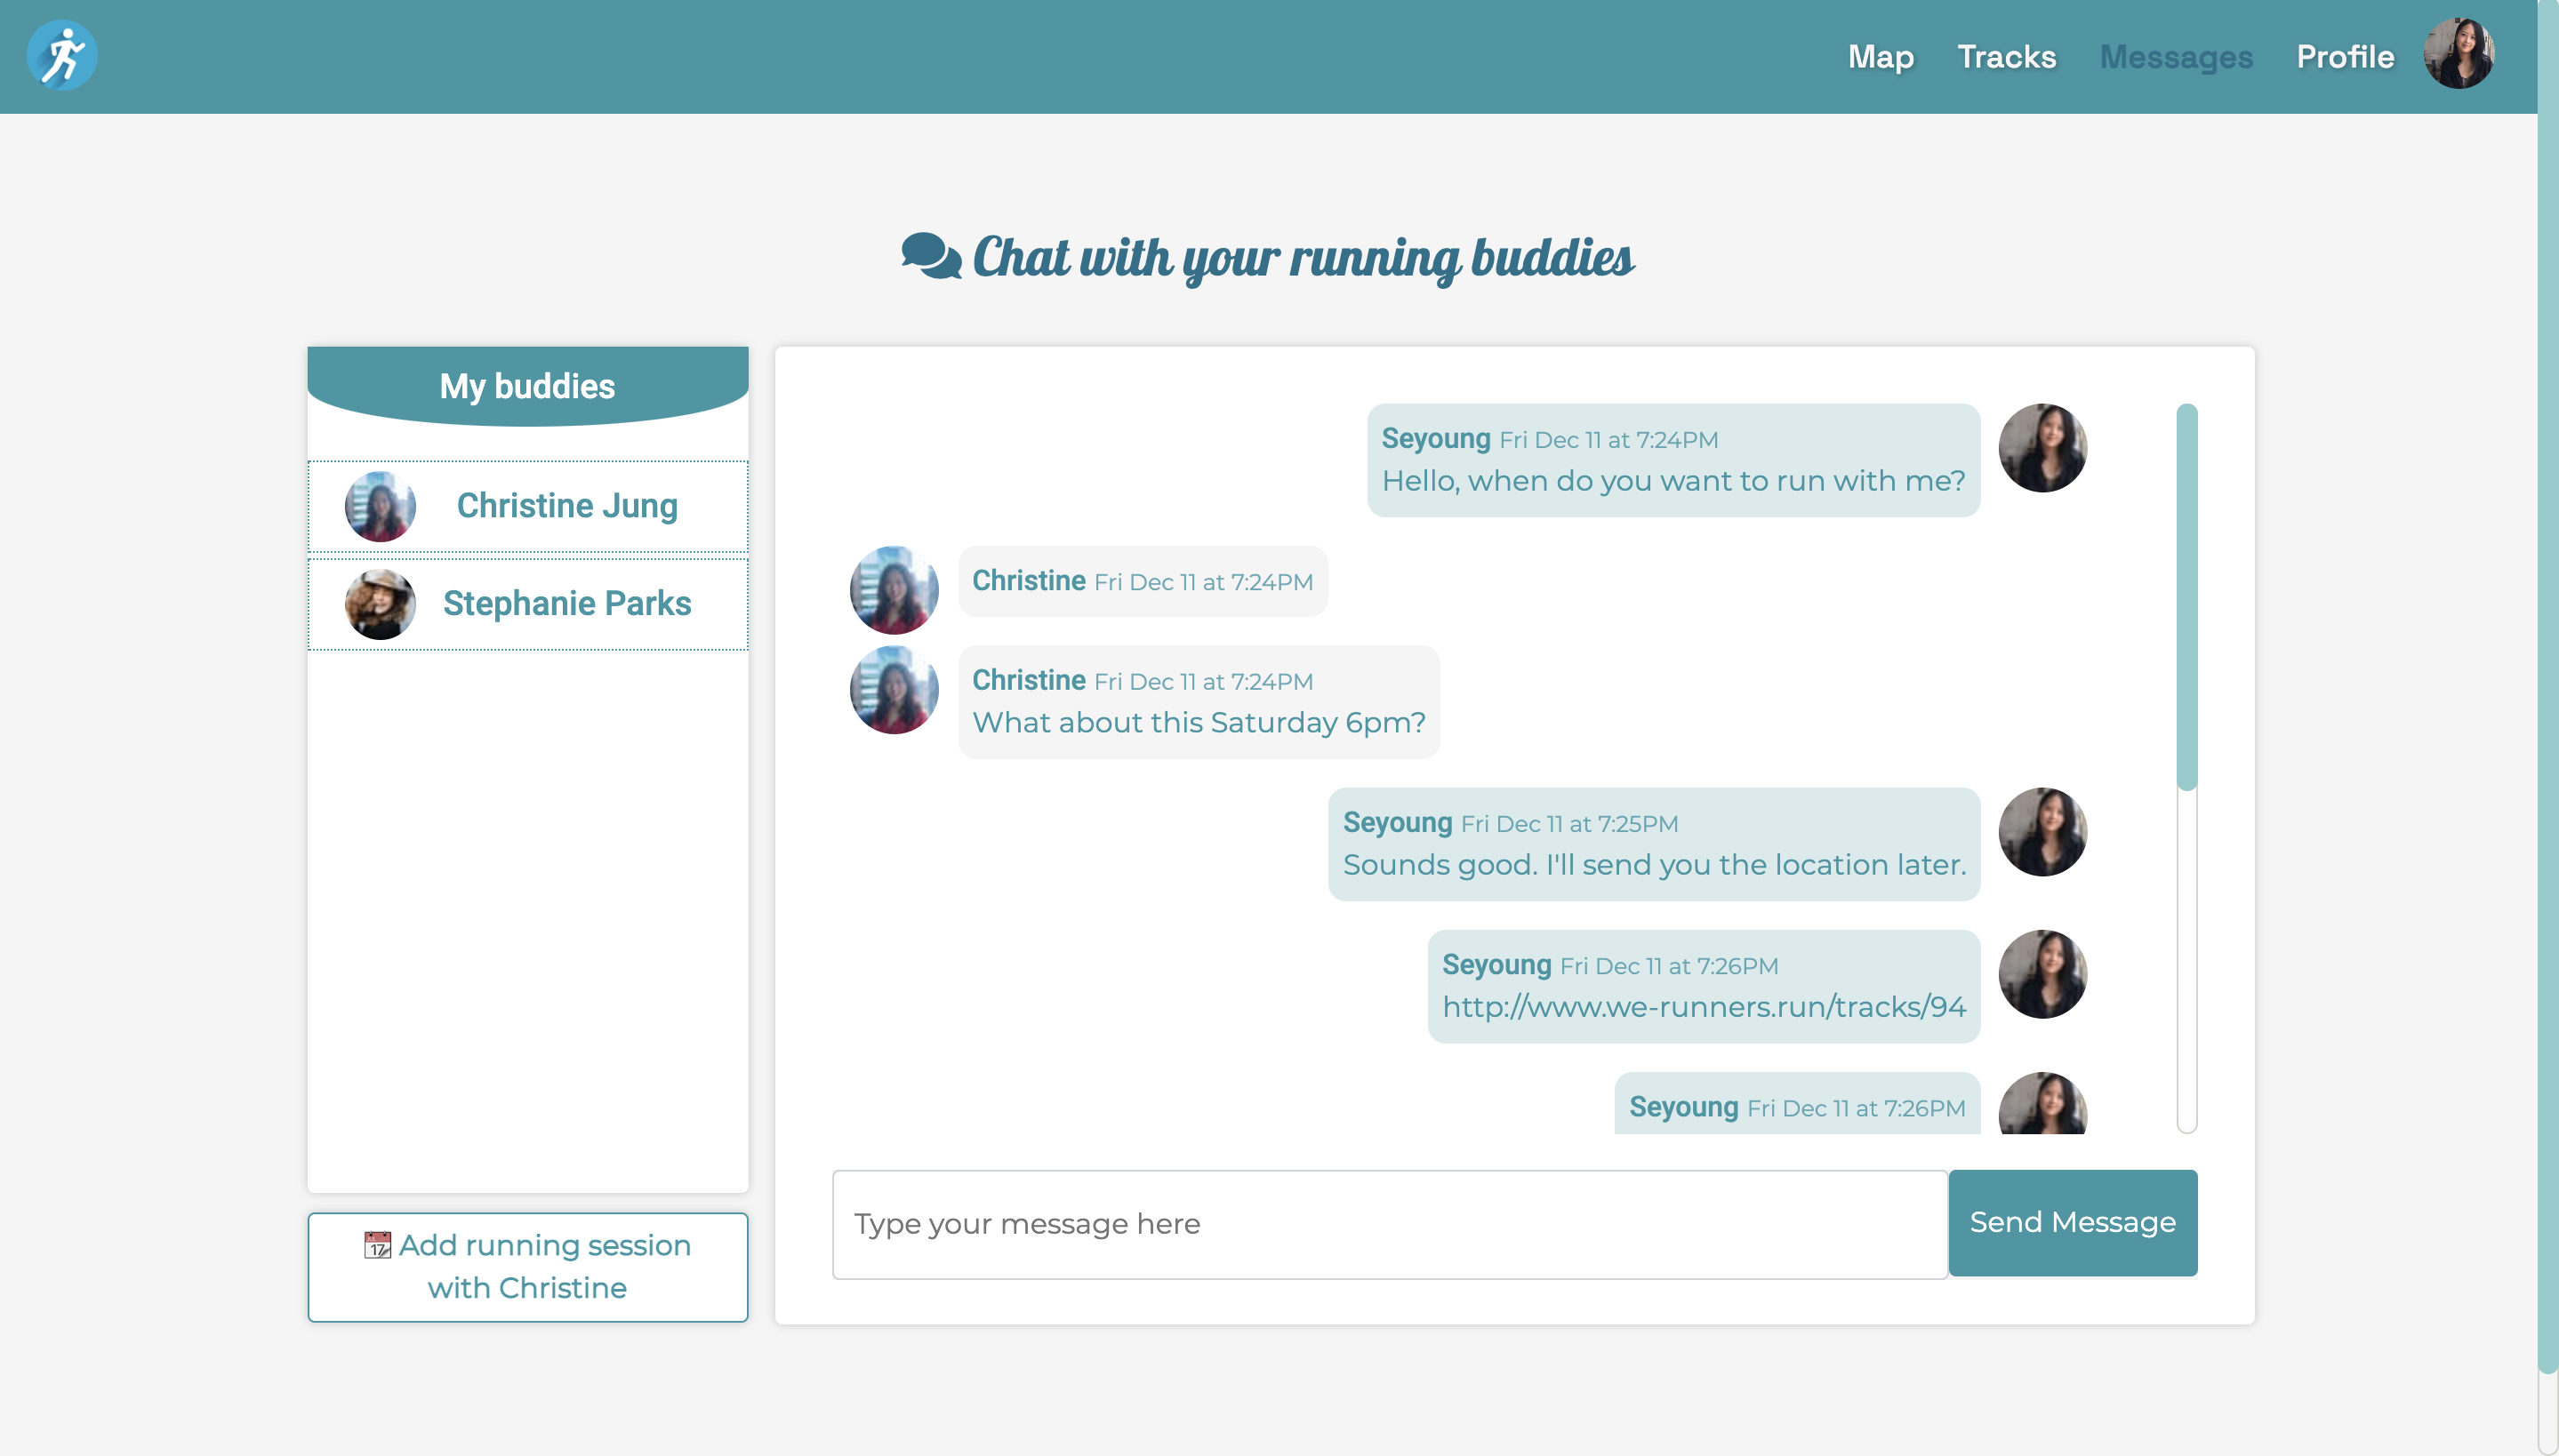 Map Tracks Messages Profile
Chat with your running buddies
My buddies
Christine Jung
Stephanie Parks
📆 Add running session
with Christine
Seyoung Fri Dec 11 at 7:24PM
Hello, when do you want to run with me?
Christine Fri Dec 11 at 7:24PM
Christine Fri Dec 11 at 7:24PM
What about this Saturday 6pm?
Seyoung Fri Dec 11 at 7:25PM
Sounds good. I'll send you the location later.
Seyoung Fri Dec 11 at 7:26PM
http://www.we-runners.run/tracks/94
Seyoung Fri Dec 11 at 7:26PM
Type your message here
Send Message